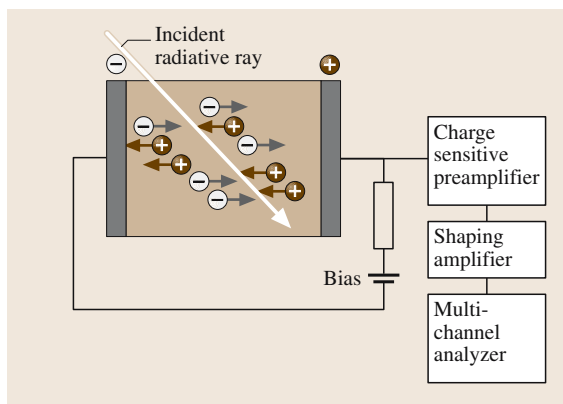 Incident
radiative ray
Charge
sensitive
preamplifier
Shaping
amplifier
Bias
Multi-
channel
analyzer